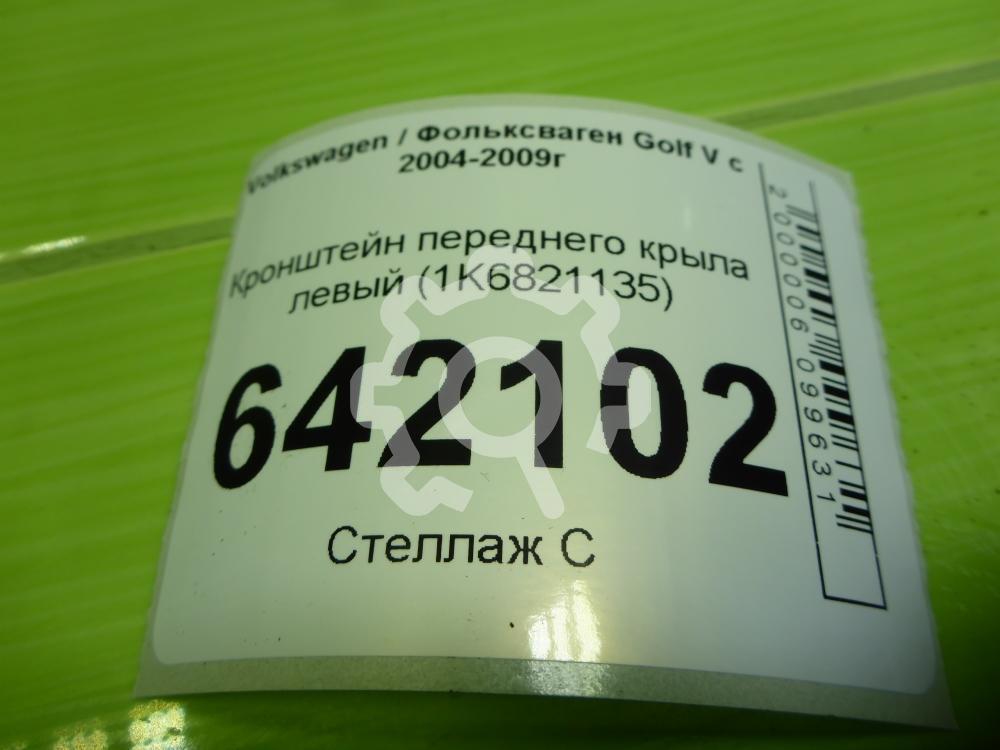 Volkswagen / Фольксваген Golf V с
2004-2009г
Кронштейн переднего крыла
левый (1K6821135)
642102
Стеллаж С
2000006099631